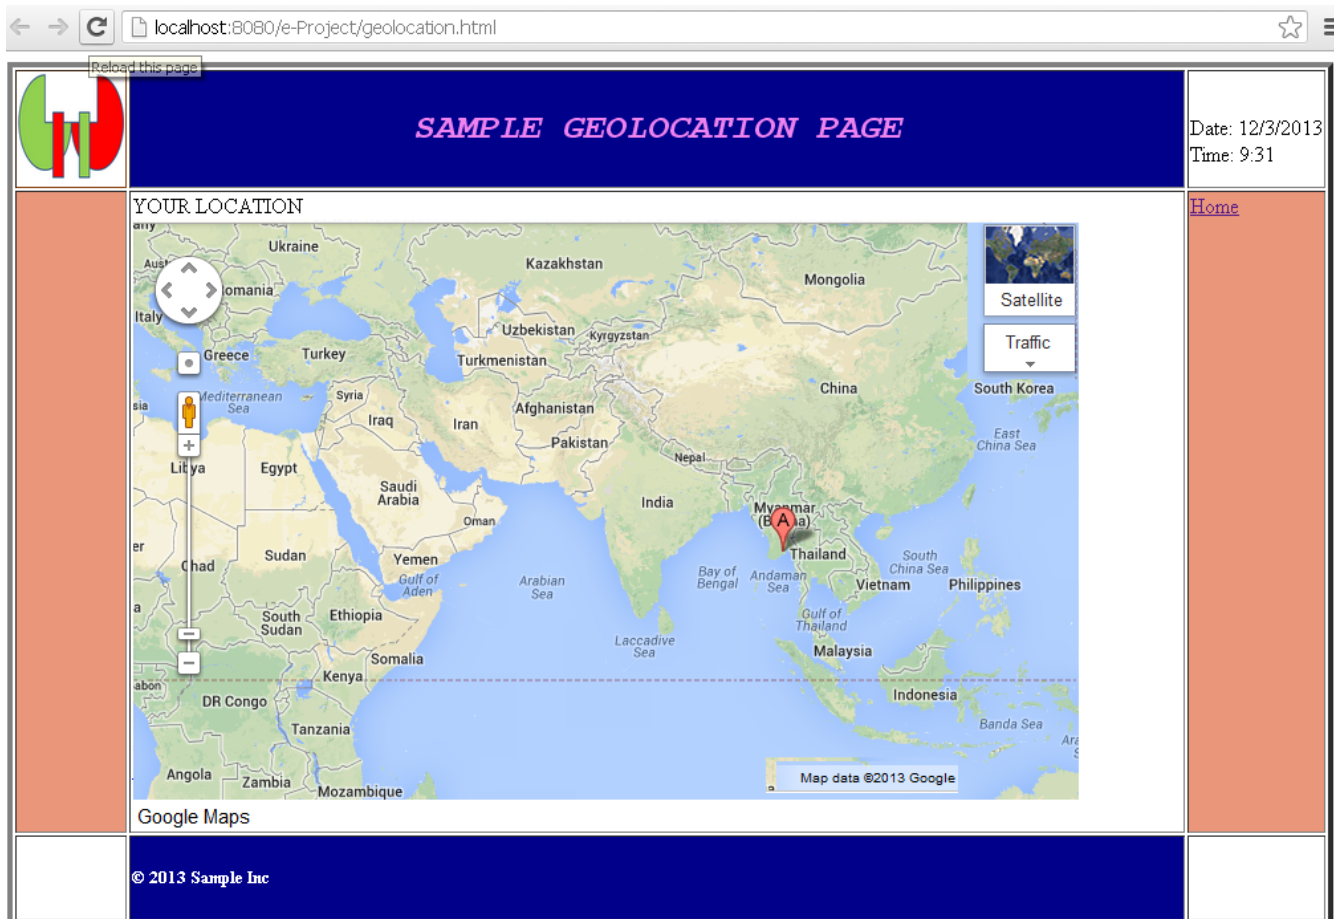 localhost:8080/e-Project/geolocation.html
Reload this page
SAMPLE GEOLOCATION PAGE
Date: 12/3/2013
Time: 9:31
YOUR LOCATION
Home
Ukraine
Kazakhstan
Mongolia
Satellite
omania
Italy
Uzbekistan
Kyrgyzstan
Traffic
Greece
Turkey
Turkmenistan
China
South Korea
Mediterranean
Sea
Syria
Afghanistan
Iraq
Iran
Pakistan
East
China Sea
Nepal
Libya
Egypt
Saudi
Arabia
India
Myanmar
(Burma)
A
Oman
Sudan
Chad
Yemen
Gulf of
Aden
Arabian
Sea
Bay of
Bengal
Andaman
Sea
Thailand
South
China Sea
Vietnam
Philippines
South
Sudan
Ethiopia
Gulf of
Thailand
Laccadive
Sea
Malaysia
Somalia
Kenya
abon
DR Congo
Indonesia
Tanzania
Banda Sea
Ara
Angola
Zambia
Mozambique
Map data ©2013 Google
Google Maps
© 2013 Sample Inc